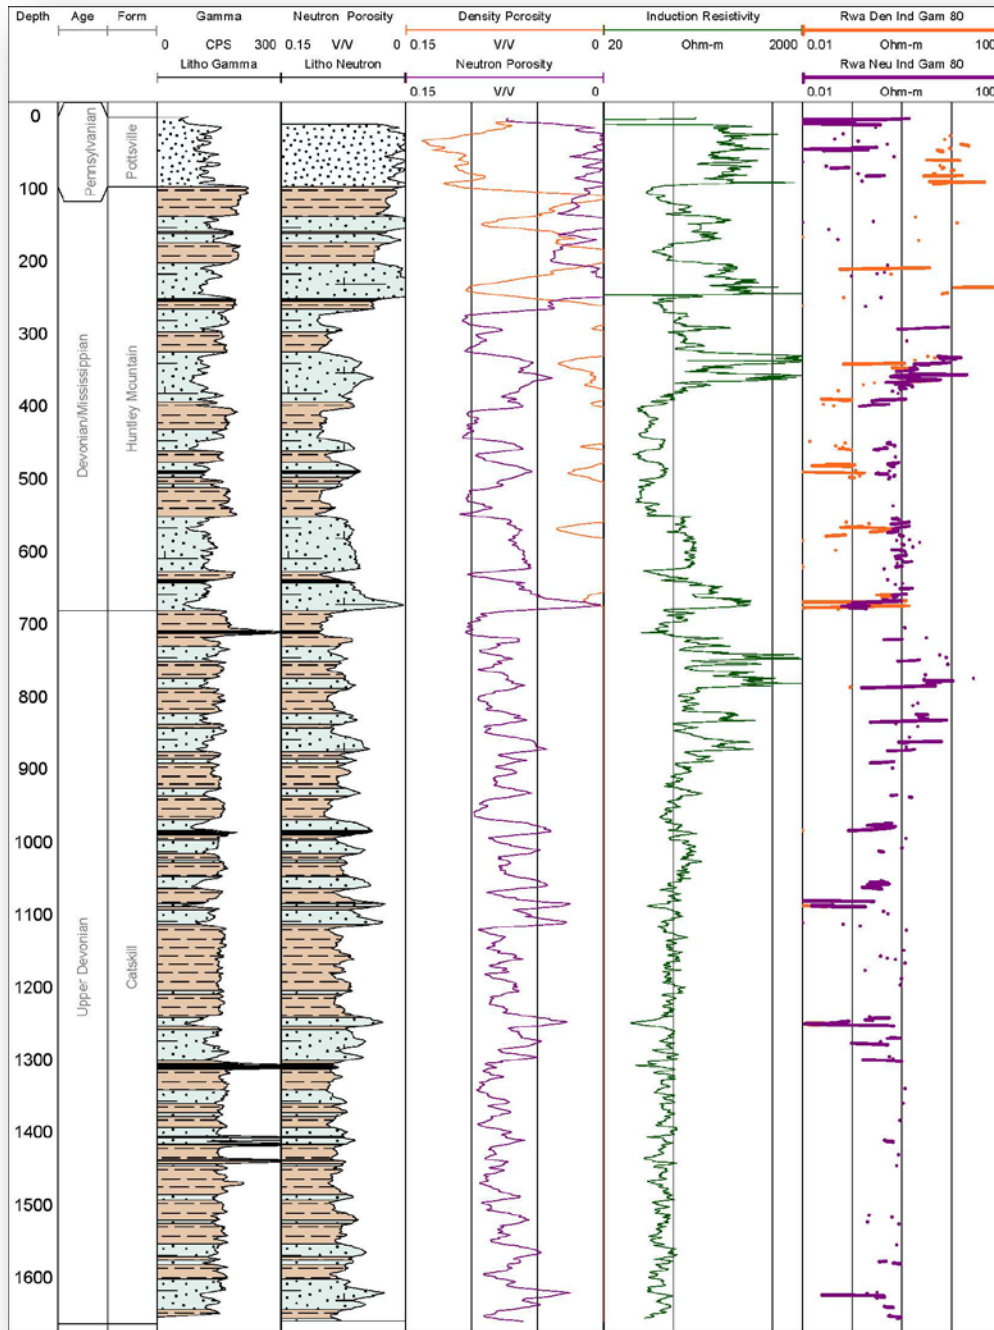 Depth Age Form Gamma Neutron Porosity Density Porosity Induction Resistivity Rwa Den Ind Gam 80
0 CPS 300 0.15 V/V 0 0.15 V/V 0 20 Ohm-m 2000 0.01 Ohm-m 100
Litho Gamma Litho Neutron Neutron Porosity Rwa Neu Ind Gam 80
0.15 V/V 0 0.01 Ohm-m 100
0
Pennsylvanian
Pottsville
100
200
300
Devonian/Mississippian
Huntley Mountain
400
500
600
700
800
900
1000
Upper Devonian
Catskill
1100
1200
1300
1400
1500
1600